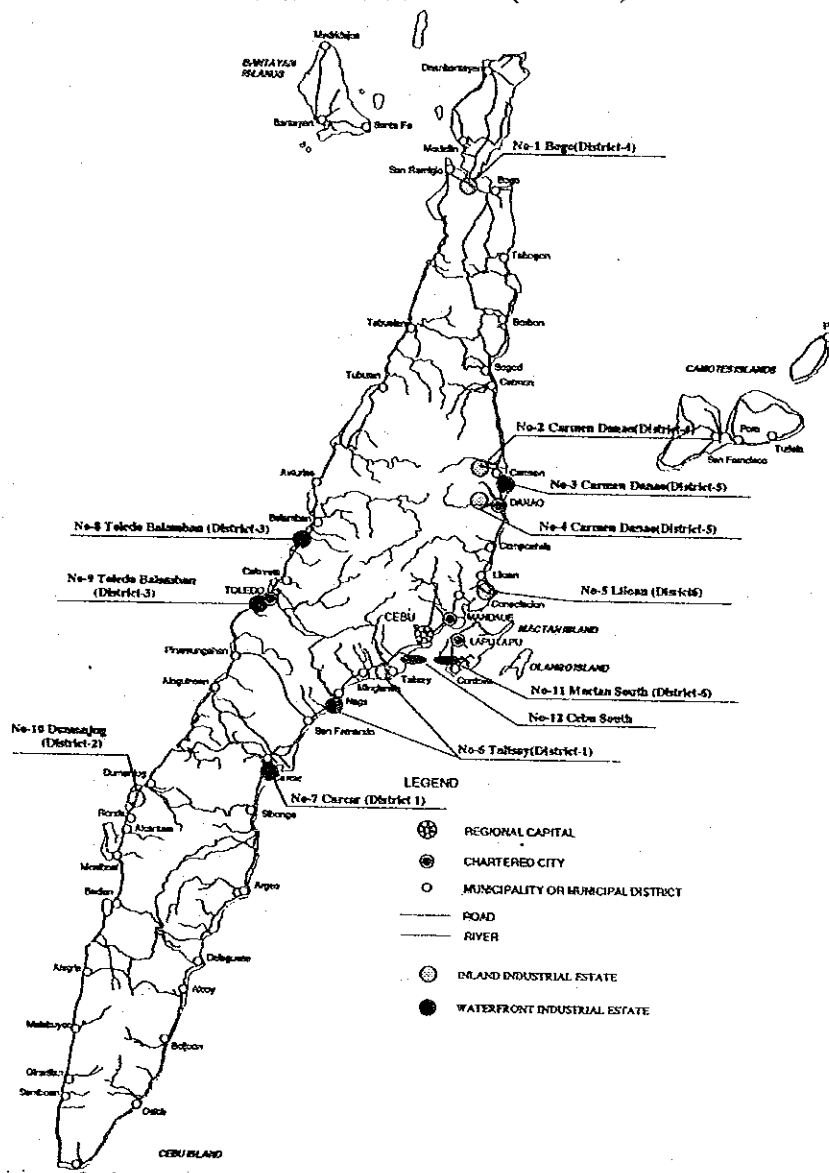 Madridejos
BANTAYAN
ISLANDS
Daanbantayan
Bantayan
Santa Fe
Medellin
No-1 Bogo(District-4)
San Remigio
Bogo
Tabogon
Borbon
Tabuelan
Sogod
Catmon
Tuburan
CAMOTES ISLANDS
Poro
Tudela
San Francisco
No-2 Carmen Danao(District-4)
Carmen
No-3 Carmen Danao(District-5)
DANAO
No-4 Carmen Danao(District-5)
Asturias
Balamban
No-8 Toledo Balamban (District-3)
Compostela
Liloan
No-5 Liloan (District6)
Consolacion
No-9 Toledo Balamban
(District-3)
TOLEDO
CEBU
MANDAUE
MACTAN ISLAND
LAPU LAPU
OLANGO ISLAND
Cordova
Pinamungahan
Talisay
Minglanilla
No-11 Mactan South (District-6)
Aloguinsan
Naga
No-12 Cebu South
San Fernando
No-6 Talisay(District-1)
No-10 Dumanjug
(District-2)
Carcar
No-7 Carcar (District 1)
Dumanjug
Ronda
Alcantara
Sibonga
Moalboal
Argao
Badian
Dalaguete
Alegria
Alcoy
Malabuyoc
Boljoon
Ginatilan
Samboan
Oslob
CEBU ISLAND
LEGEND
REGIONAL CAPITAL
CHARTERED CITY
MUNICIPALITY OR MUNICIPAL DISTRICT
ROAD
RIVER
INLAND INDUSTRIAL ESTATE
WATERFRONT INDUSTRIAL ESTATE